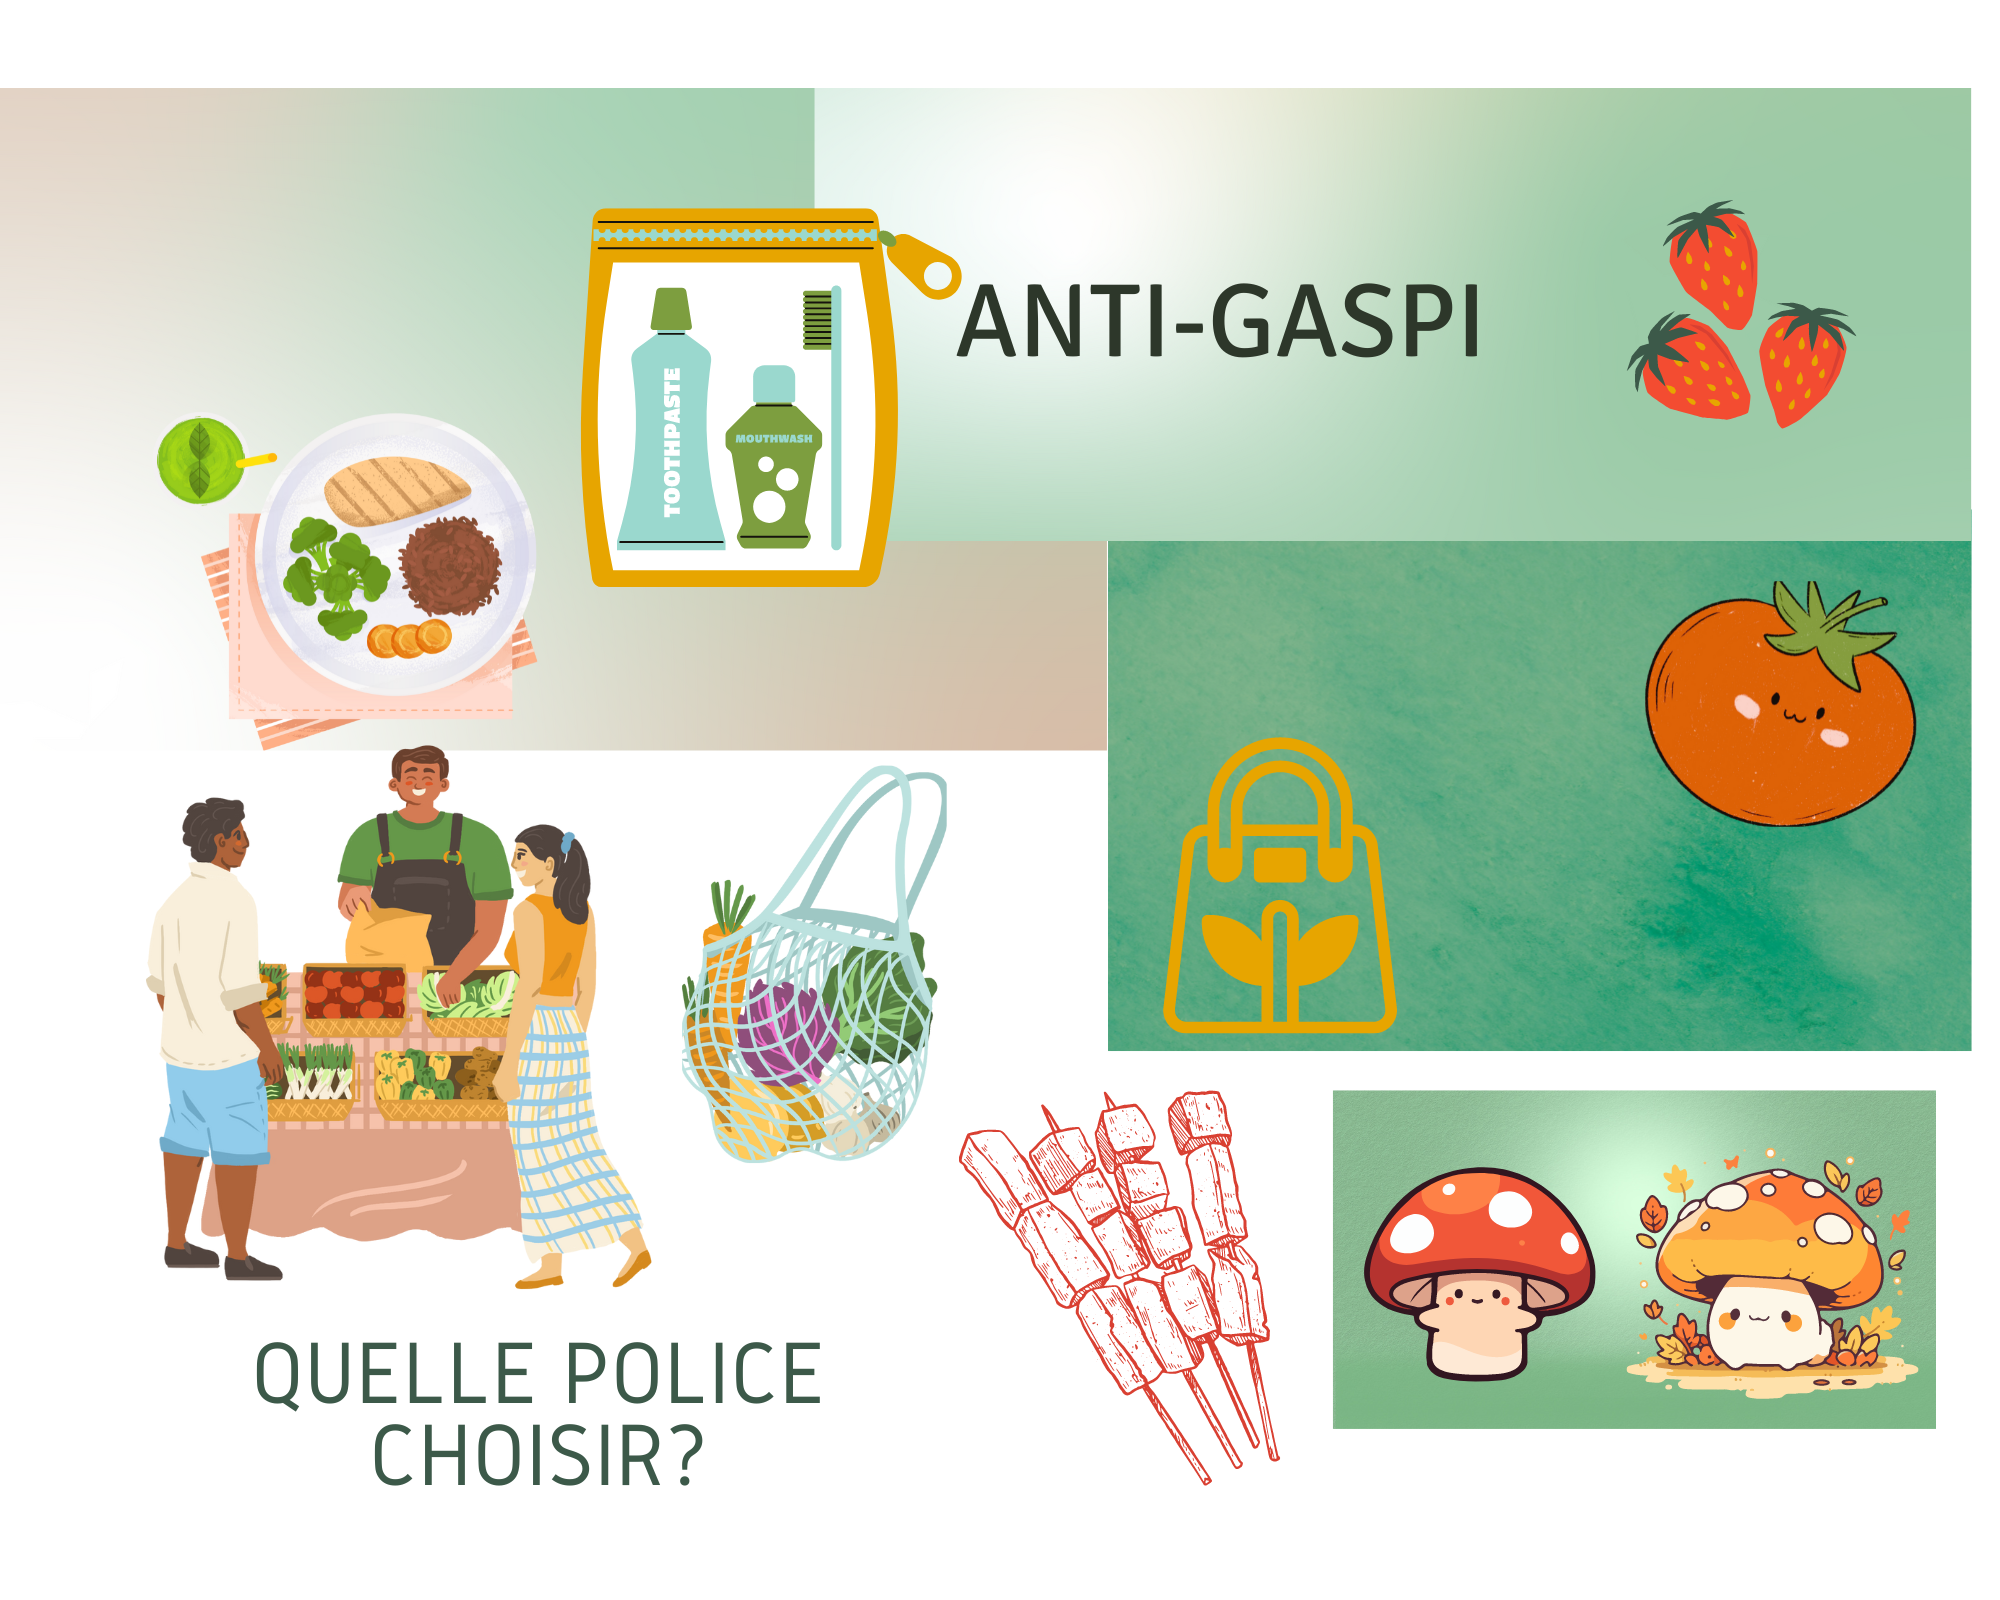 ANTI-GASPI
TOOTHPASTE
MOUTHWASH
QUELLE POLICE
CHOISIR?